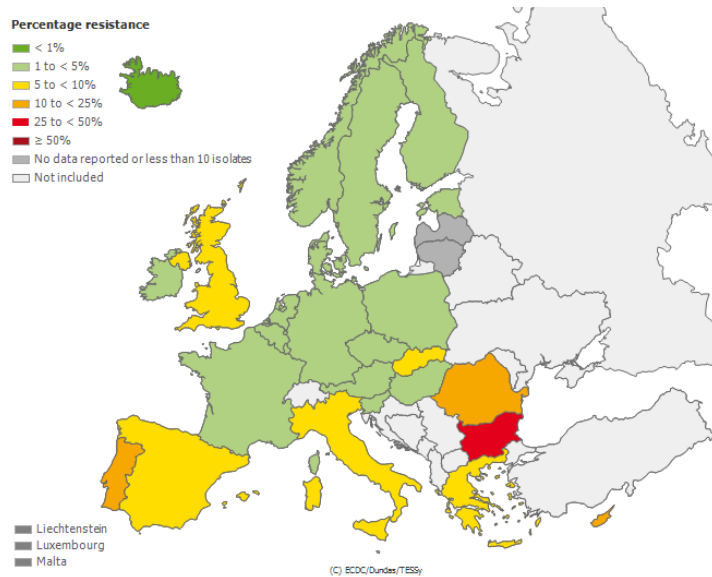 Percentage resistance
< 1%
1 to < 5%
5 to < 10%
10 to < 25%
25 to < 50%
≥ 50%
No data reported or less than 10 isolates
Not included
Liechtenstein
Luxembourg
Malta
(C) ECDC/Dundas/TESSy